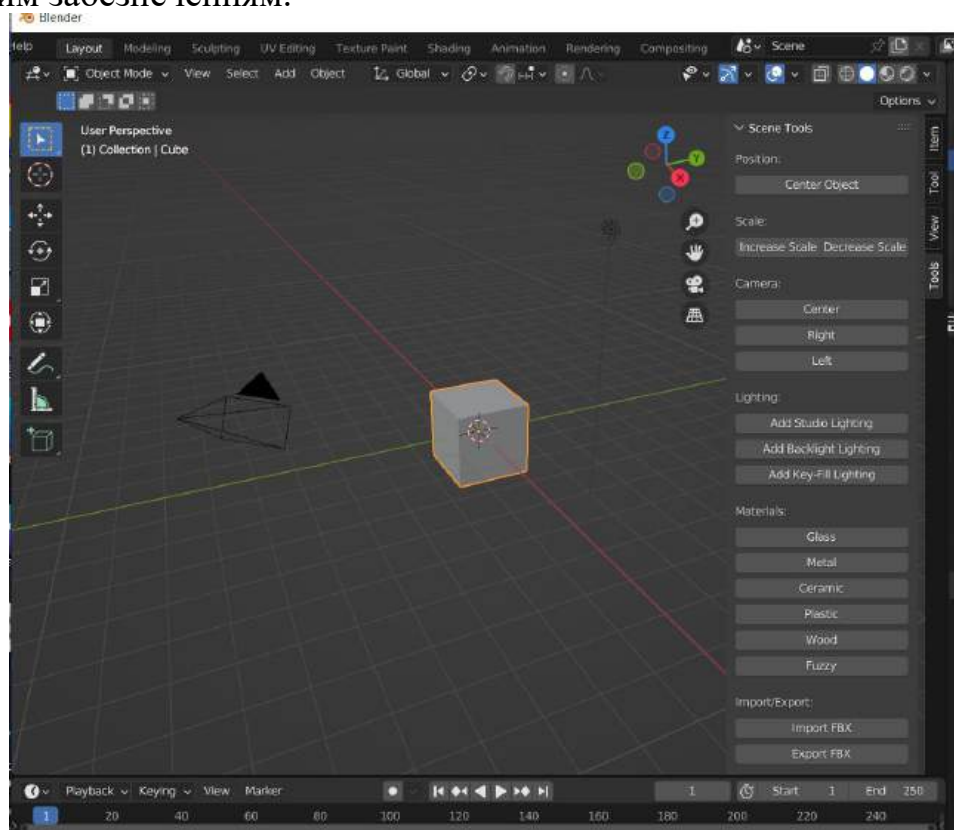 им забезпеченням.
Blender
Help Layout Modeling Sculpting UV Editing Texture Paint Shading Animation Rendering Compositing Scene
Object Mode View Select Add Object Global
Options
User Perspective
(1) Collection | Cube
Z
Y
X
Scene Tools
Position:
Center Object
Scale:
Increase Scale Decrease Scale
Camera:
Center
Right
Left
Lighting:
Add Studio Lighting
Add Backlight Lighting
Add Key-Fill Lighting
Materials:
Glass
Metal
Ceramic
Plastic
Wood
Fuzzy
Import/Export:
Import FBX
Export FBX
Item
Tool
View
Tools
Playback Keying View Marker 1 Start 1 End 250
1 20 40 60 80 100 120 140 160 180 200 220 240